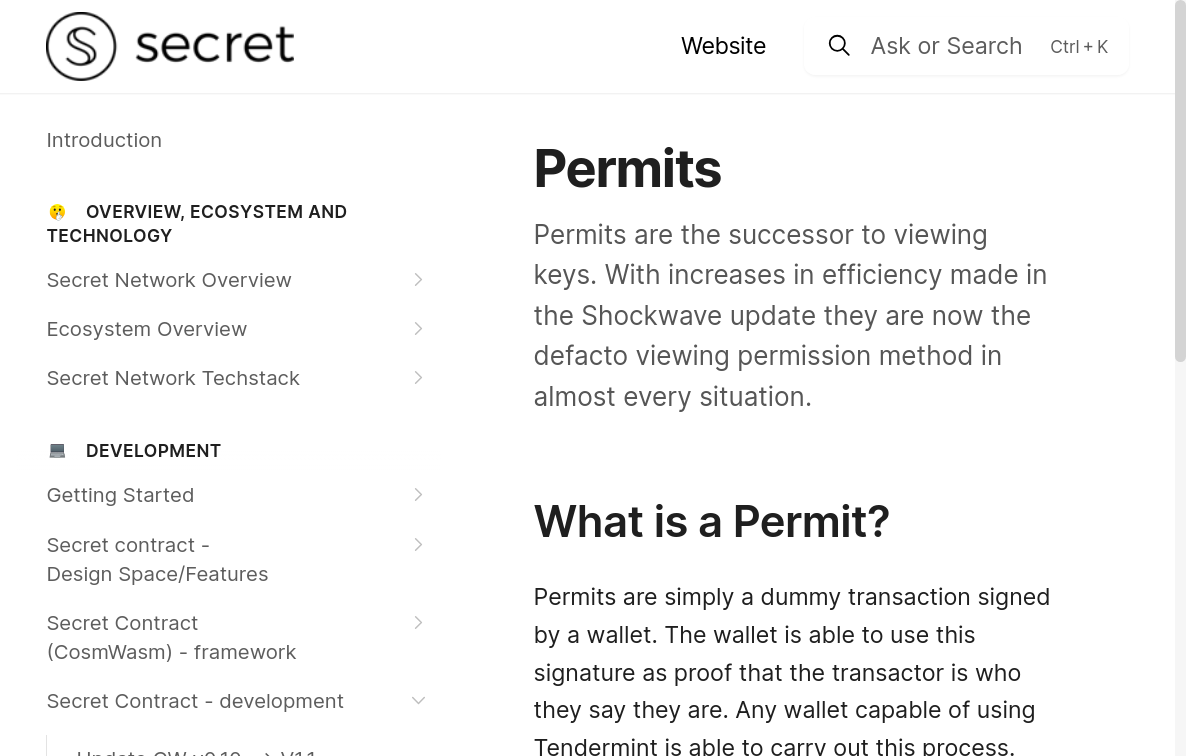 secret
Website
Ask or Search Ctrl + K
Introduction
OVERVIEW, ECOSYSTEM AND
TECHNOLOGY
Secret Network Overview
Ecosystem Overview
Secret Network Techstack
DEVELOPMENT
Getting Started
Secret contract -
Design Space/Features
Secret Contract
(CosmWasm) - framework
Secret Contract - development
Permits
Permits are the successor to viewing
keys. With increases in efficiency made in
the Shockwave update they are now the
defacto viewing permission method in
almost every situation.
What is a Permit?
Permits are simply a dummy transaction signed
by a wallet. The wallet is able to use this
signature as proof that the transactor is who
they say they are. Any wallet capable of using
Tendermint is able to carry out this process.